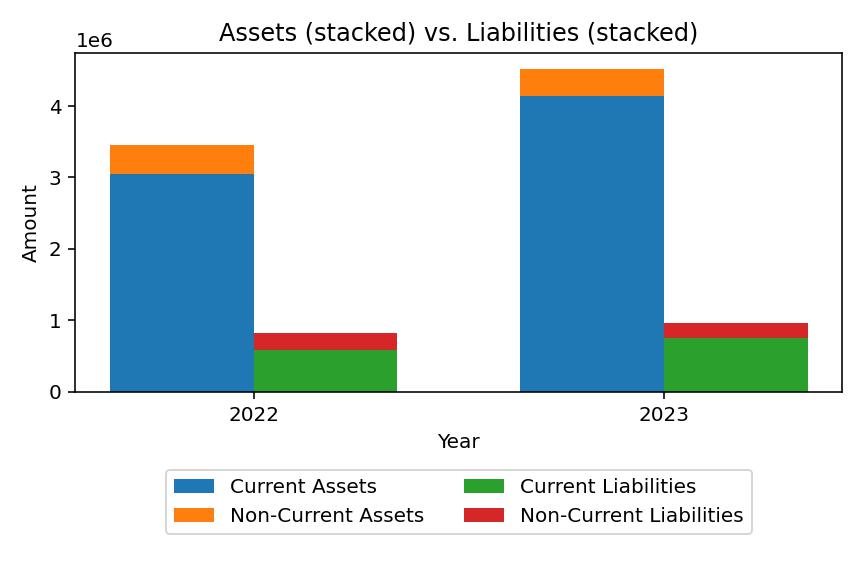 Assets (stacked) vs. Liabilities (stacked)
1e6
4
3
2
1
0
Amount
2022
2023
Year
Current Assets
Non-Current Assets
Current Liabilities
Non-Current Liabilities